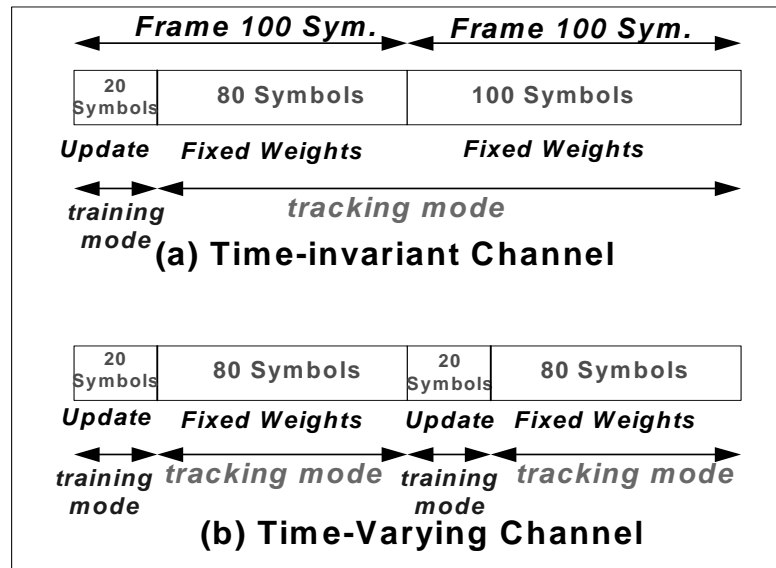 Frame 100 Sym. Frame 100 Sym.
20 Symbols 80 Symbols 100 Symbols
Update Fixed Weights Fixed Weights
training mode tracking mode
(a) Time-invariant Channel
20 Symbols 80 Symbols 20 Symbols 80 Symbols
Update Fixed Weights Update Fixed Weights
training mode tracking mode training mode tracking mode
(b) Time-Varying Channel